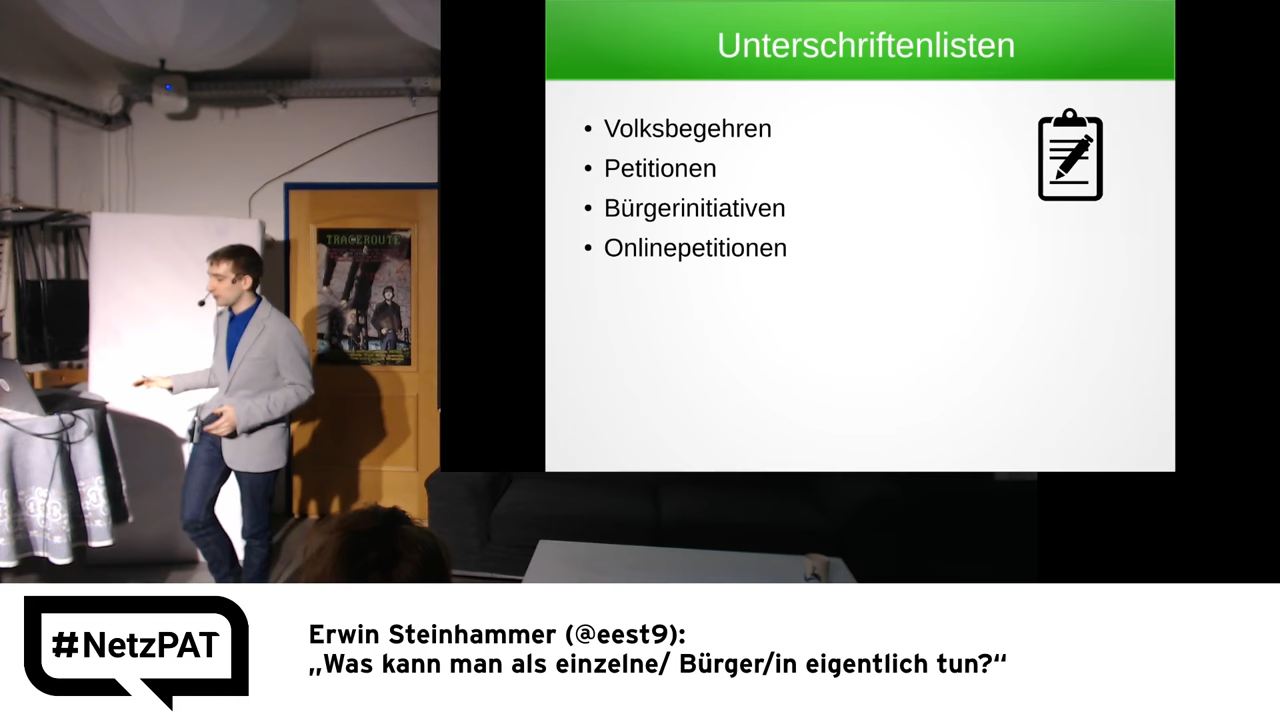 Unterschriftenlisten
• Volksbegehren
• Petitionen
• Bürgerinitiativen
• Onlinepetitionen
TRACEROUTE
#NetzPAT
Erwin Steinhammer (@eest9):
„Was kann man als einzelne/ Bürger/in eigentlich tun?“